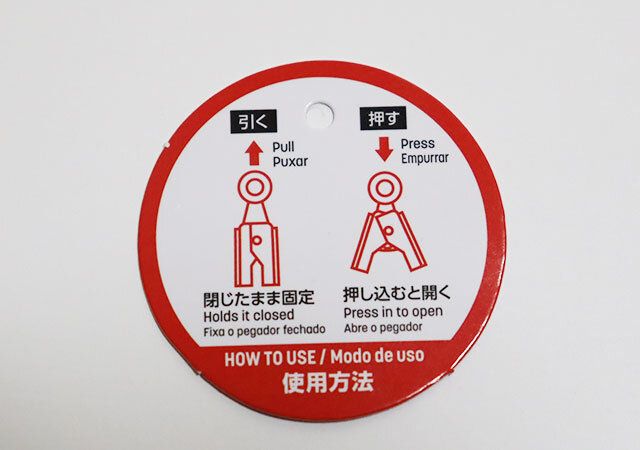 引く
Pull
Puxar
閉じたまま固定
Holds it closed
Fixa o pegador fechado
押す
Press
Empurrar
押し込むと開く
Press in to open
Abre o pegador
HOW TO USE / Modo de uso
使用方法